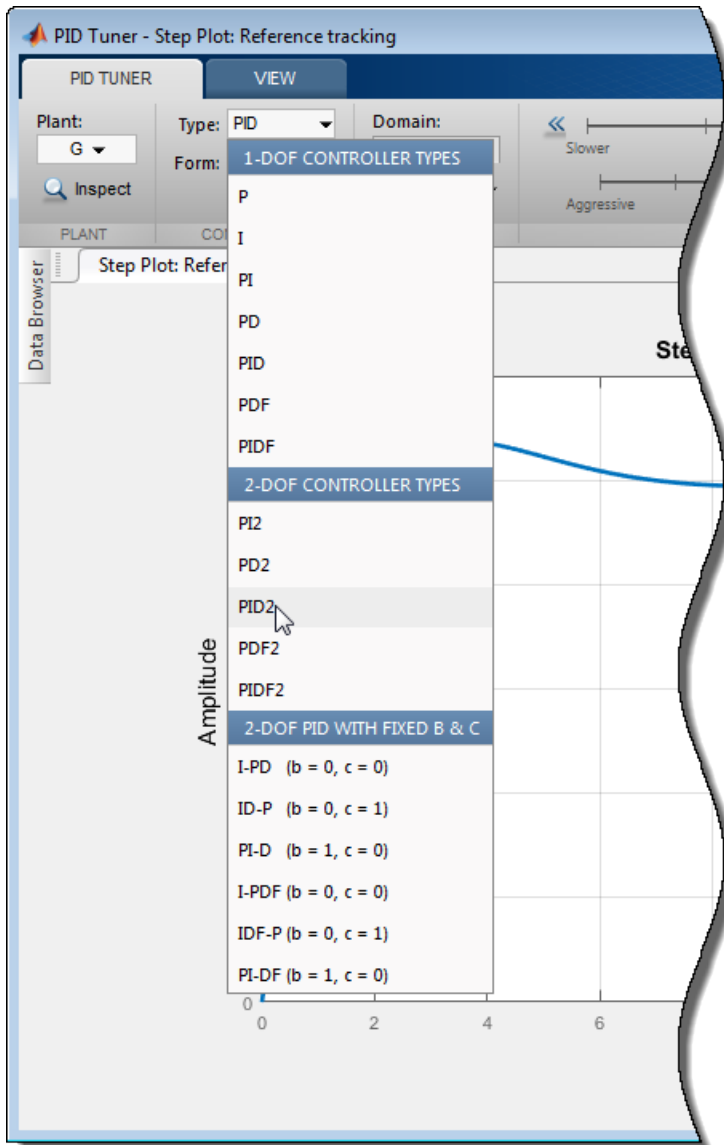 PID Tuner - Step Plot: Reference tracking
PID TUNER VIEW
Plant: Type: PID Domain:
G Form: Slower
Inspect Aggressive
PLANT
Step Plot: Refer
Data Browser
1-DOF CONTROLLER TYPES
P
I
PI
PD
PID
PDF
PIDF
2-DOF CONTROLLER TYPES
PI2
PD2
PID2
PDF2
PIDF2
2-DOF PID WITH FIXED B & C
I-PD (b = 0, c = 0)
ID-P (b = 0, c = 1)
PI-D (b = 1, c = 0)
I-PDF (b = 0, c = 0)
IDF-P (b = 0, c = 1)
PI-DF (b = 1, c = 0)
Amplitude
0
0 2 4 6